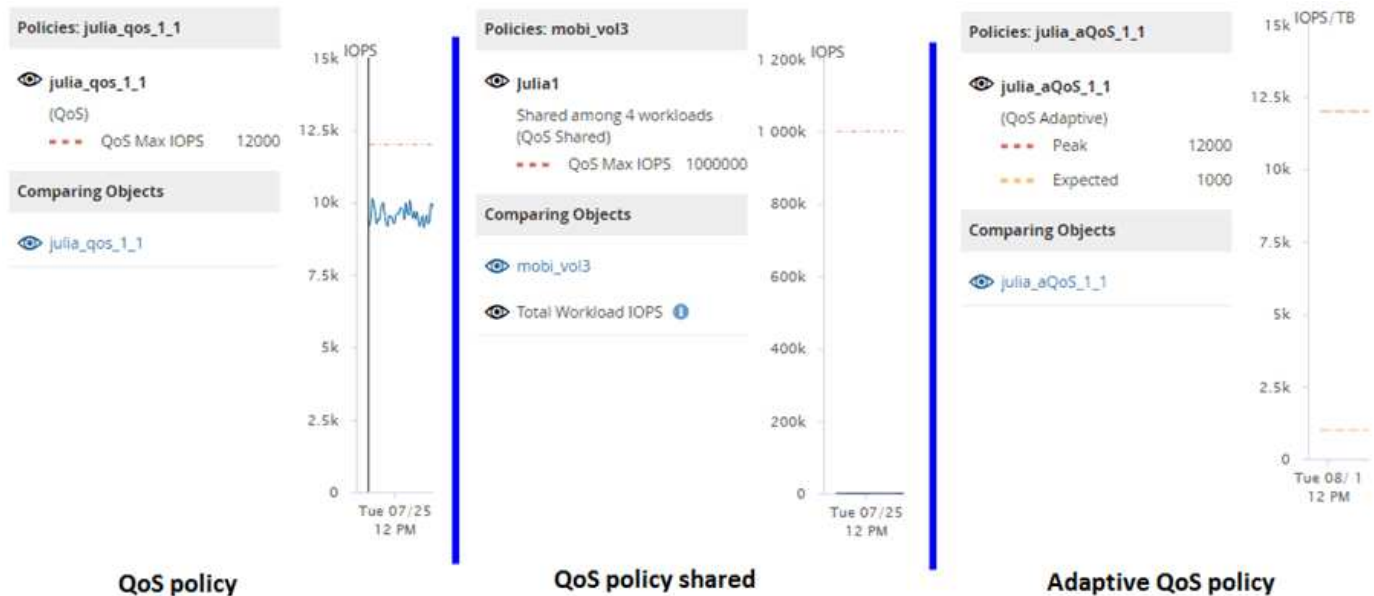 Policies: julia_qos_1_1
julia_qos_1_1
(QoS)
QoS Max IOPS 12000
Comparing Objects
julia_qos_1_1
IOPS
15k
12.5k
10k
7.5k
5k
2.5k
0
Tue 07/25
12 PM
QoS policy
Policies: mobi_vol3
Julia1
Shared among 4 workloads
(QoS Shared)
QoS Max IOPS 1000000
Comparing Objects
mobi_vol3
Total Workload IOPS i
IOPS
1 200k
1 000k
800k
600k
400k
200k
0
Tue 07/25
12 PM
QoS policy shared
Policies: julia_aQoS_1_1
julia_aQoS_1_1
(QoS Adaptive)
Peak 12000
Expected 1000
Comparing Objects
julia_aQoS_1_1
15k IOPS/TB
12.5k
10k
7.5k
5k
2.5k
0
Tue 08/ 1
12 PM
Adaptive QoS policy